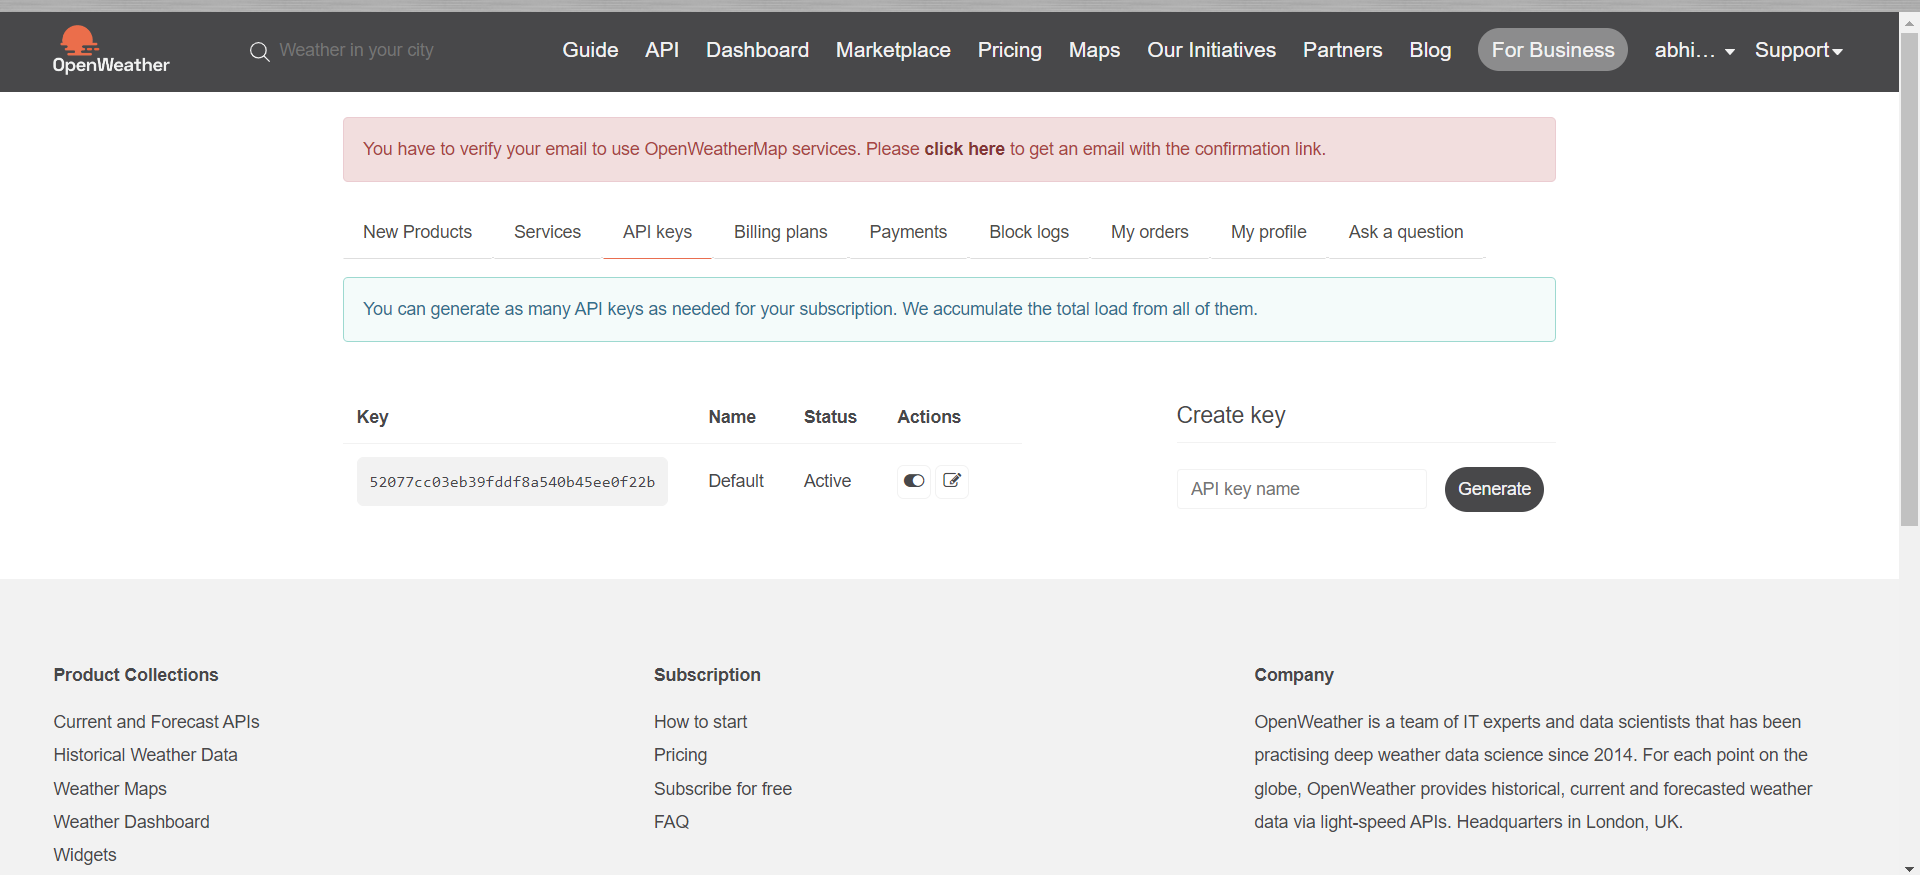 OpenWeather
Weather in your city
Guide API Dashboard Marketplace Pricing Maps Our Initiatives Partners Blog For Business abhi... Support
You have to verify your email to use OpenWeatherMap services. Please click here to get an email with the confirmation link.
New Products Services API keys Billing plans Payments Block logs My orders My profile Ask a question
You can generate as many API keys as needed for your subscription. We accumulate the total load from all of them.
Key Name Status Actions
52077cc03eb39fddf8a540b45ee0f22b Default Active
Create key
API key name Generate
Product Collections
Current and Forecast APIs
Historical Weather Data
Weather Maps
Weather Dashboard
Widgets
Subscription
How to start
Pricing
Subscribe for free
FAQ
Company
OpenWeather is a team of IT experts and data scientists that has been
practising deep weather data science since 2014. For each point on the
globe, OpenWeather provides historical, current and forecasted weather
data via light-speed APIs. Headquarters in London, UK.